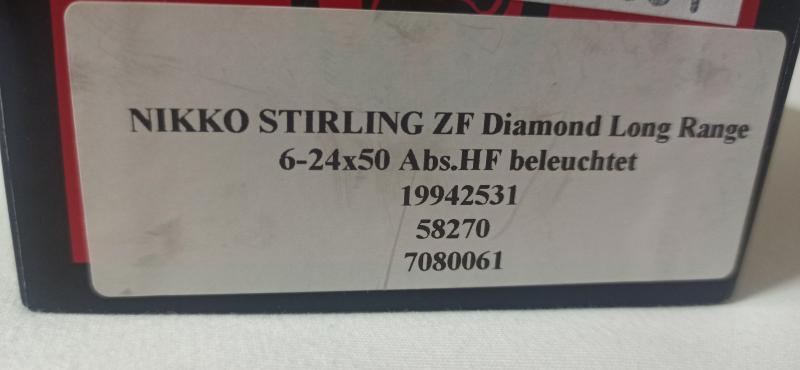 NIKKO STIRLING ZF Diamond Long Range
6-24x50 Abs.HF beleuchtet
19942531
58270
7080061